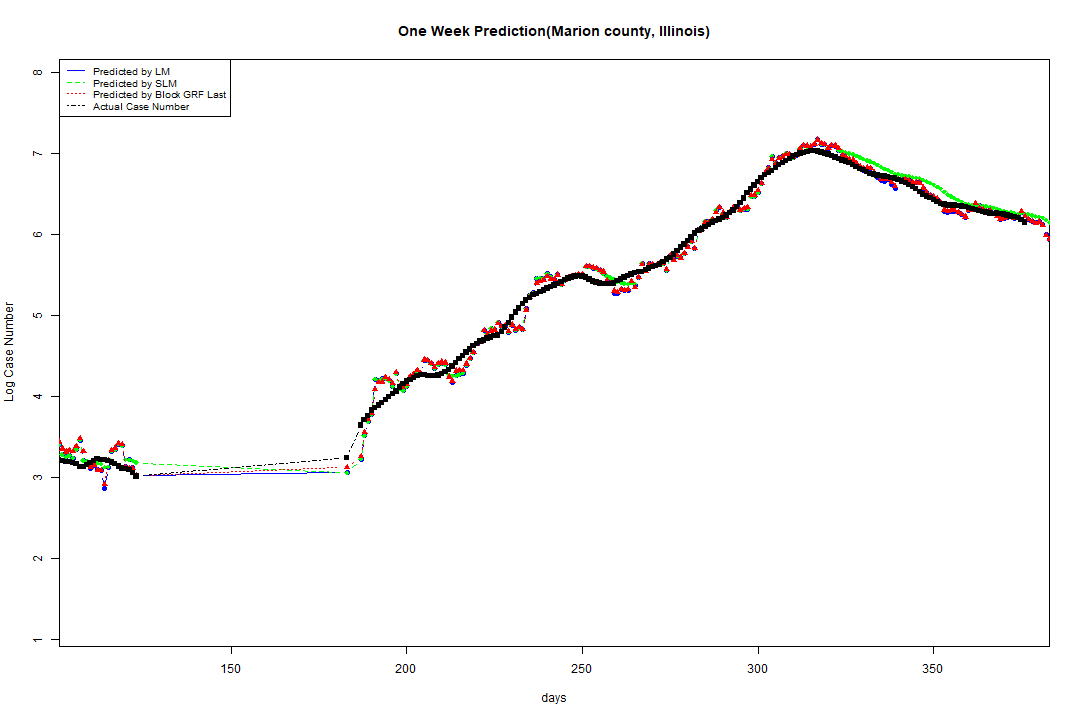 One Week Prediction(Marion county, Illinois)
Predicted by LM
Predicted by SLM
Predicted by Block GRF Last
Actual Case Number
8
7
6
5
4
3
2
1
Log Case Number
150
200
250
300
350
days